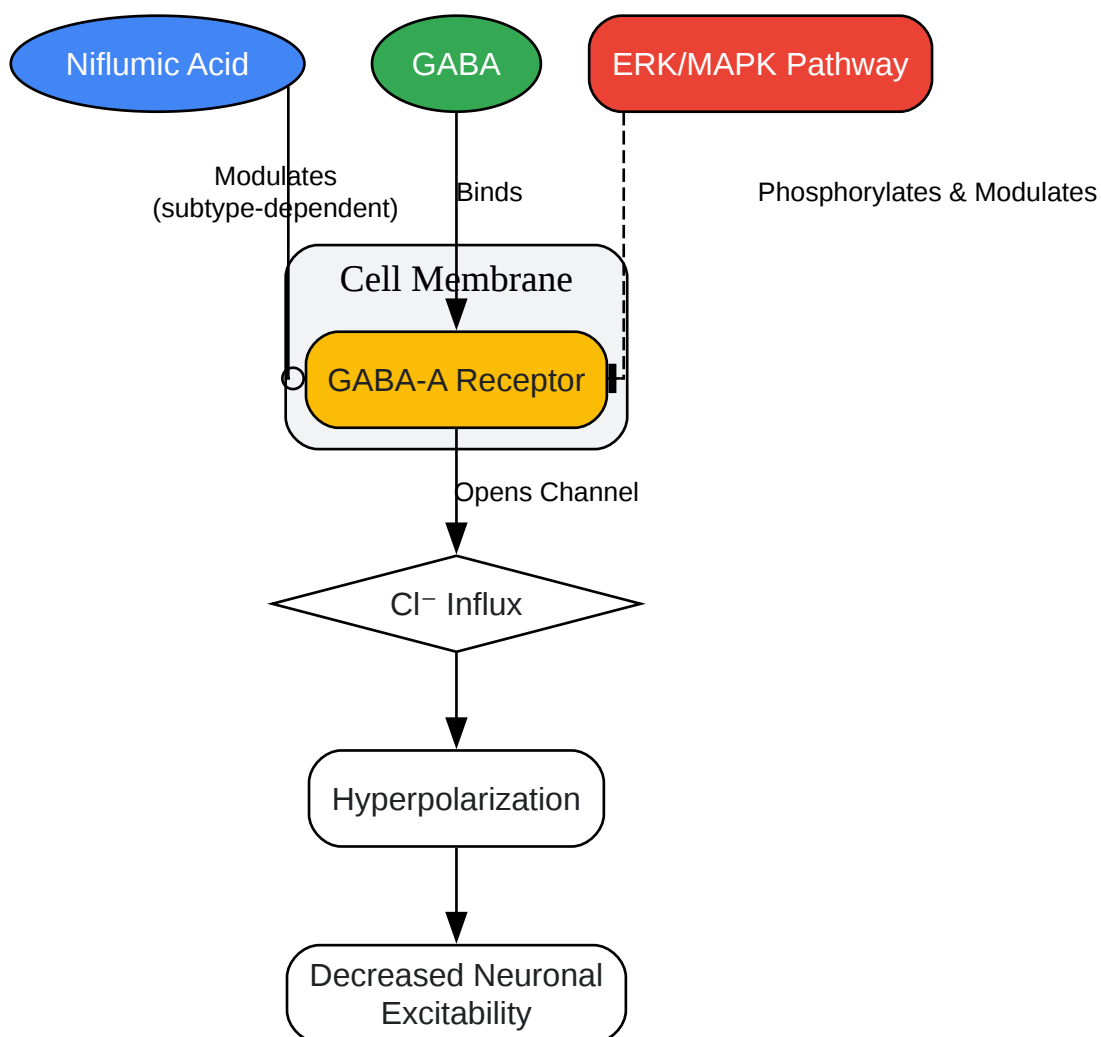 Niflumic Acid
GABA
ERK/MAPK Pathway
Modulates
(subtype-dependent)
Binds
Phosphorylates & Modulates
Cell Membrane
GABA-A Receptor
Opens Channel
Cl⁻ Influx
Hyperpolarization
Decreased Neuronal
Excitability